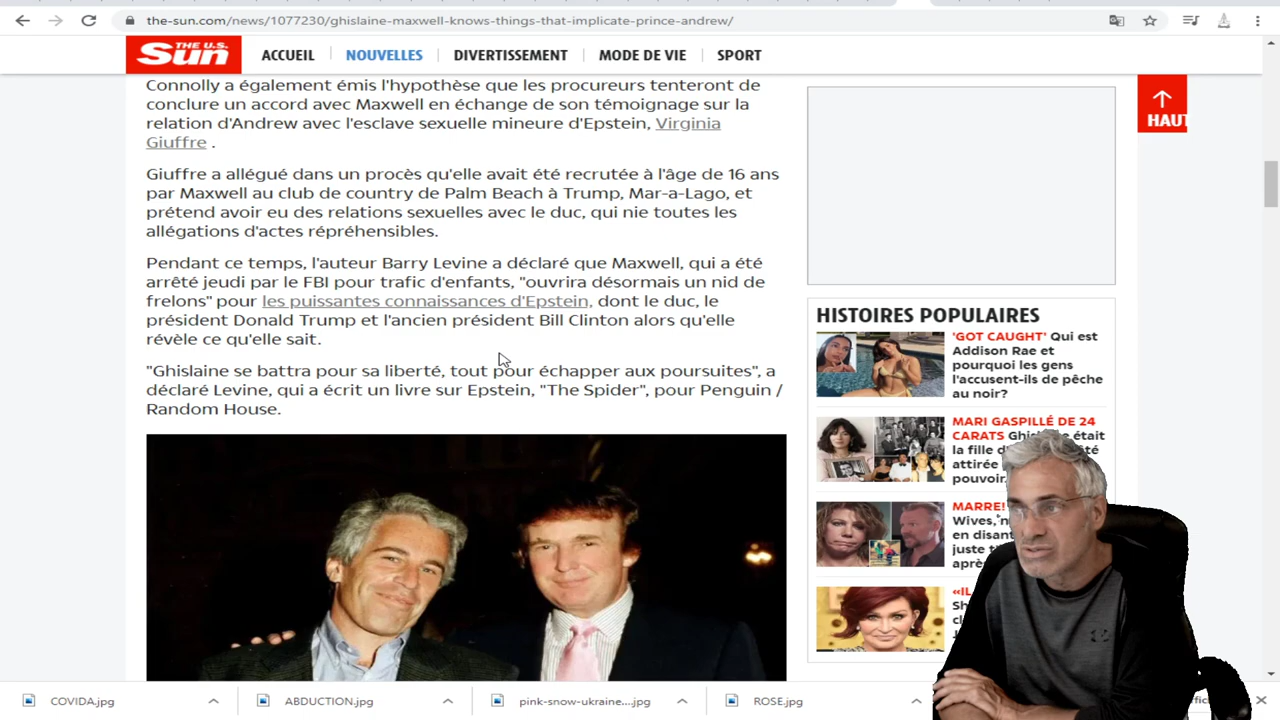 the-sun.com/news/1077230/ghislaine-maxwell-knows-things-that-implicate-prince-andrew/
THE U.S. Sun
ACCUEIL
NOUVELLES
DIVERTISSEMENT
MODE DE VIE
SPORT
Connolly a également émis l'hypothèse que les procureurs tenteront de
conclure un accord avec Maxwell en échange de son témoignage sur la
relation d'Andrew avec l'esclave sexuelle mineure d'Epstein, Virginia
Giuffre .
Giuffre a allégué dans un procès qu'elle avait été recrutée à l'âge de 16 ans
par Maxwell au club de country de Palm Beach à Trump, Mar-a-Lago, et
prétend avoir eu des relations sexuelles avec le duc, qui nie toutes les
allégations d'actes répréhensibles.
Pendant ce temps, l'auteur Barry Levine a déclaré que Maxwell, qui a été
arrêté jeudi par le FBI pour trafic d'enfants, "ouvrira désormais un nid de
frelons" pour les puissantes connaissances d'Epstein, dont le duc, le
président Donald Trump et l'ancien président Bill Clinton alors qu'elle
révèle ce qu'elle sait.
"Ghislaine se battra pour sa liberté, tout pour échapper aux poursuites", a
déclaré Levine, qui a écrit un livre sur Epstein, "The Spider", pour Penguin /
Random House.
HAUT
HISTOIRES POPULAIRES
'GOT CAUGHT' Qui est
Addison Rae et
pourquoi les gens
l'accusent-ils de pêche
au noir?
MARI GASPILLÉ DE 24
CARATS était
la fille
attirée
pouvoir.
MARRE!
Wives,
en disant
juste
après
COVIDA.jpg
ABDUCTION.jpg
pink-snow-ukraine....jpg
ROSE.jpg